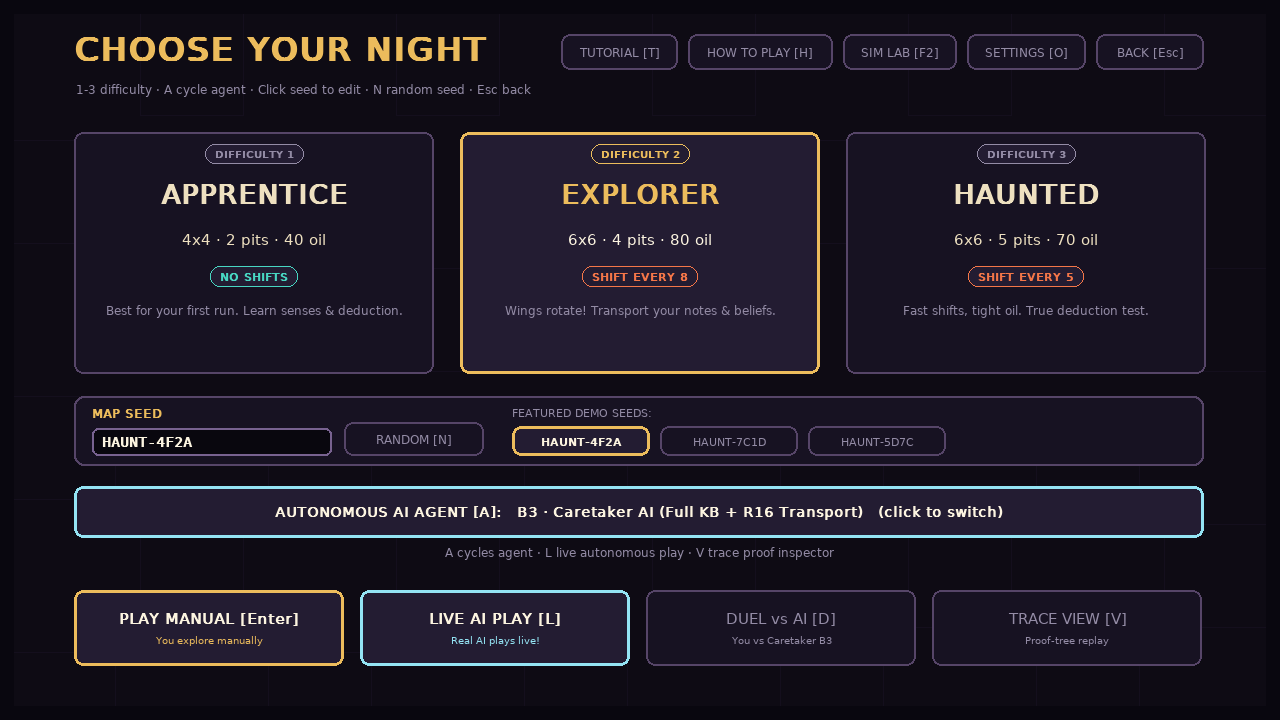 CHOOSE YOUR NIGHT
TUTORIAL [T]
HOW TO PLAY [H]
SIM LAB [F2]
SETTINGS [O]
BACK [Esc]
1-3 difficulty · A cycle agent · Click seed to edit · N random seed · Esc back
DIFFICULTY 1
APPRENTICE
4x4 · 2 pits · 40 oil
NO SHIFTS
Best for your first run. Learn senses & deduction.
DIFFICULTY 2
EXPLORER
6x6 · 4 pits · 80 oil
SHIFT EVERY 8
Wings rotate! Transport your notes & beliefs.
DIFFICULTY 3
HAUNTED
6x6 · 5 pits · 70 oil
SHIFT EVERY 5
Fast shifts, tight oil. True deduction test.
MAP SEED
HAUNT-4F2A
RANDOM [N]
FEATURED DEMO SEEDS:
HAUNT-4F2A
HAUNT-7C1D
HAUNT-5D7C
AUTONOMOUS AI AGENT [A]: B3 · Caretaker AI (Full KB + R16 Transport) (click to switch)
A cycles agent · L live autonomous play · V trace proof inspector
PLAY MANUAL [Enter]
You explore manually
LIVE AI PLAY [L]
Real AI plays live!
DUEL vs AI [D]
You vs Caretaker B3
TRACE VIEW [V]
Proof-tree replay